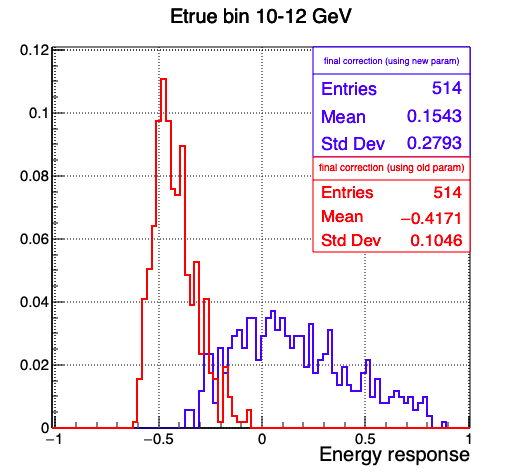 Etrue bin 10-12 GeV
0.12
0.1
0.08
0.06
0.04
0.02
0
final correction (using new param)
Entries 514
Mean 0.1543
Std Dev 0.2793
final correction (using old param)
Entries 514
Mean −0.4171
Std Dev 0.1046
−1 −0.5 0 0.5 1
Energy response